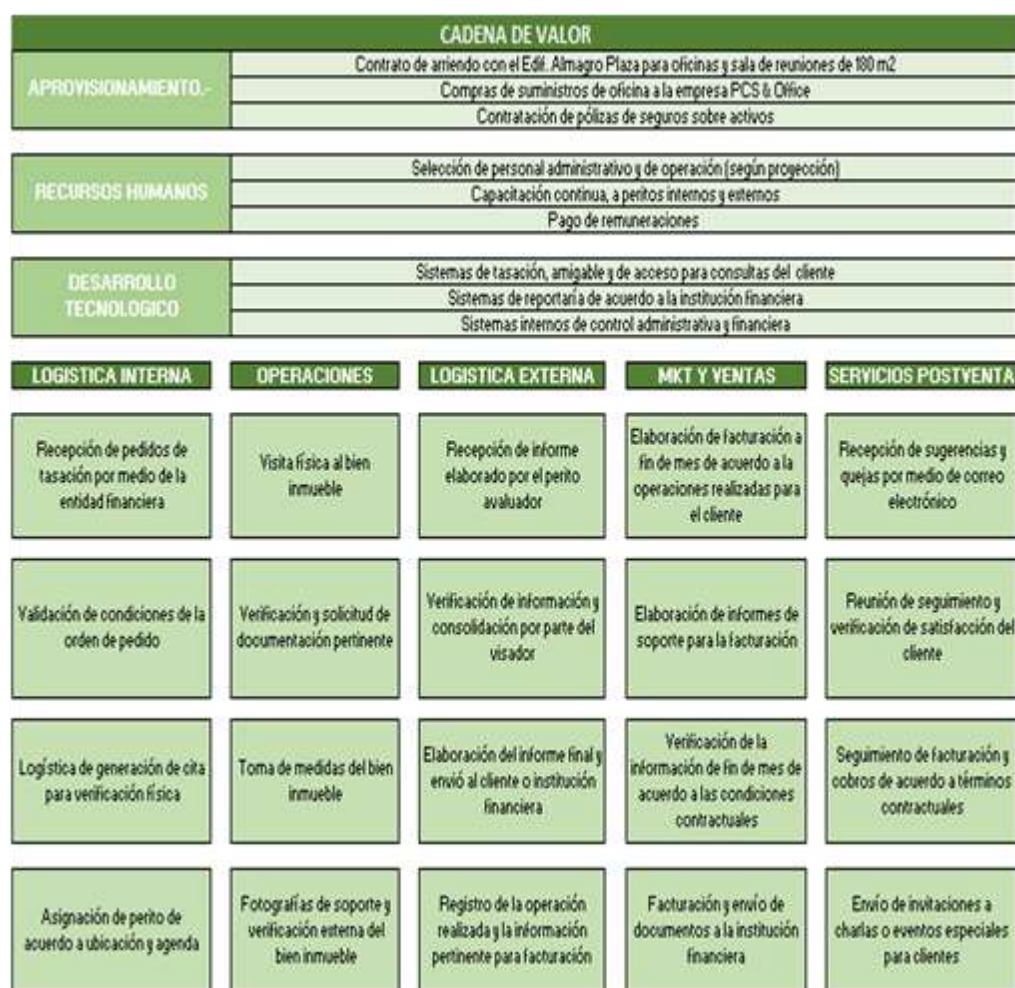 CADENA DE VALOR
APROVISIONAMIENTO.-
Contrato de arriendo con el Edif. Almagro Plaza para oficinas y sala de reuniones de 180 m2
Compras de suministros de oficina a la empresa PCS & Office
Contratación de pólizas de seguros sobre activos
RECURSOS HUMANOS
Selección de personal administrativo y de operación (según proyección)
Capacitación continua, a peritos internos y externos
Pago de remuneraciones
DESARROLLO
TECNOLOGICO
Sistemas de tasación, amigable y de acceso para consultas del cliente
Sistemas de reportaría de acuerdo a la institución financiera
Sistemas internos de control administrativa y financiera
LOGISTICA INTERNA
OPERACIONES
LOGISTICA EXTERNA
MKT Y VENTAS
SERVICIOS POSTVENTA
Recepción de pedidos de
tasación por medio de la
entidad financiera
Visita física al bien
inmueble
Recepción de informe
elaborado por el perito
avaluador
Elaboración de facturación a
fin de mes de acuerdo a la
operaciones realizadas para
el cliente
Recepción de sugerencias y
quejas por medio de correo
electrónico
Validación de condiciones de la
orden de pedido
Verificación y solicitud de
documentación pertinente
Verificación de información y
consolidación por parte del
visador
Elaboración de informes de
soporte para la facturación
Reunión de seguimiento y
verificación de satisfacción del
cliente
Logística de generación de cita
para verificación física
Toma de medidas del bien
inmueble
Elaboración del informe final y
envió al cliente o institución
financiera
Verificación de la
información de fin de mes de
acuerdo a las condiciones
contractuales
Seguimiento de facturación y
cobros de acuerdo a términos
contractuales
Asignación de perito de
acuerdo a ubicación y agenda
Fotografías de soporte y
verificación externa del
bien inmueble
Registro de la operación
realizada y la información
pertinente para facturación
Facturación y envío de
documentos a la institución
financiera
Envío de invitaciones a
charlas o eventos especiales
para clientes